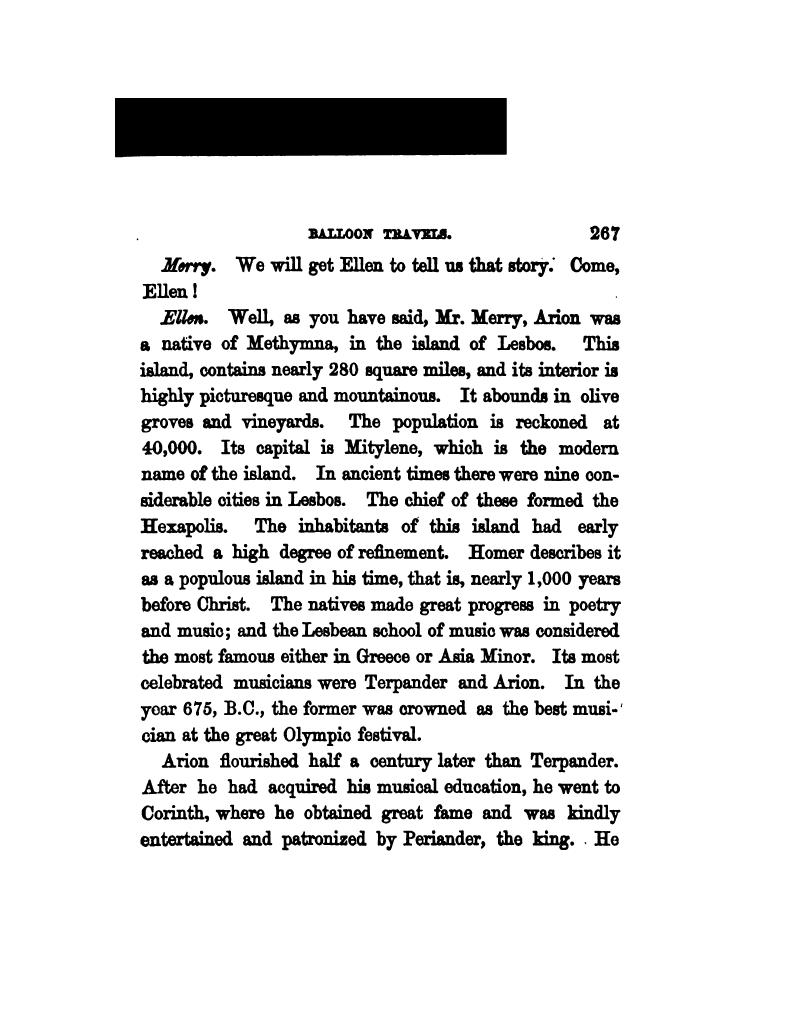 BALLOON TRAVELS. 267
Merry. We will get Ellen to tell us that story. Come,
Ellen!
Ellen. Well, as you have said, Mr. Merry, Arion was
a native of Methymna, in the island of Lesbos. This
island, contains nearly 280 square miles, and its interior is
highly picturesque and mountainous. It abounds in olive
groves and vineyards. The population is reckoned at
40,000. Its capital is Mitylene, which is the modern
name of the island. In ancient times there were nine con-
siderable cities in Lesbos. The chief of these formed the
Hexapolis. The inhabitants of this island had early
reached a high degree of refinement. Homer describes it
as a populous island in his time, that is, nearly 1,000 years
before Christ. The natives made great progress in poetry
and music; and the Lesbean school of music was considered
the most famous either in Greece or Asia Minor. Its most
celebrated musicians were Terpander and Arion. In the
year 675, B.C., the former was crowned as the best musi-
cian at the great Olympic festival.
Arion flourished half a century later than Terpander.
After he had acquired his musical education, he went to
Corinth, where he obtained great fame and was kindly
entertained and patronized by Periander, the king. He